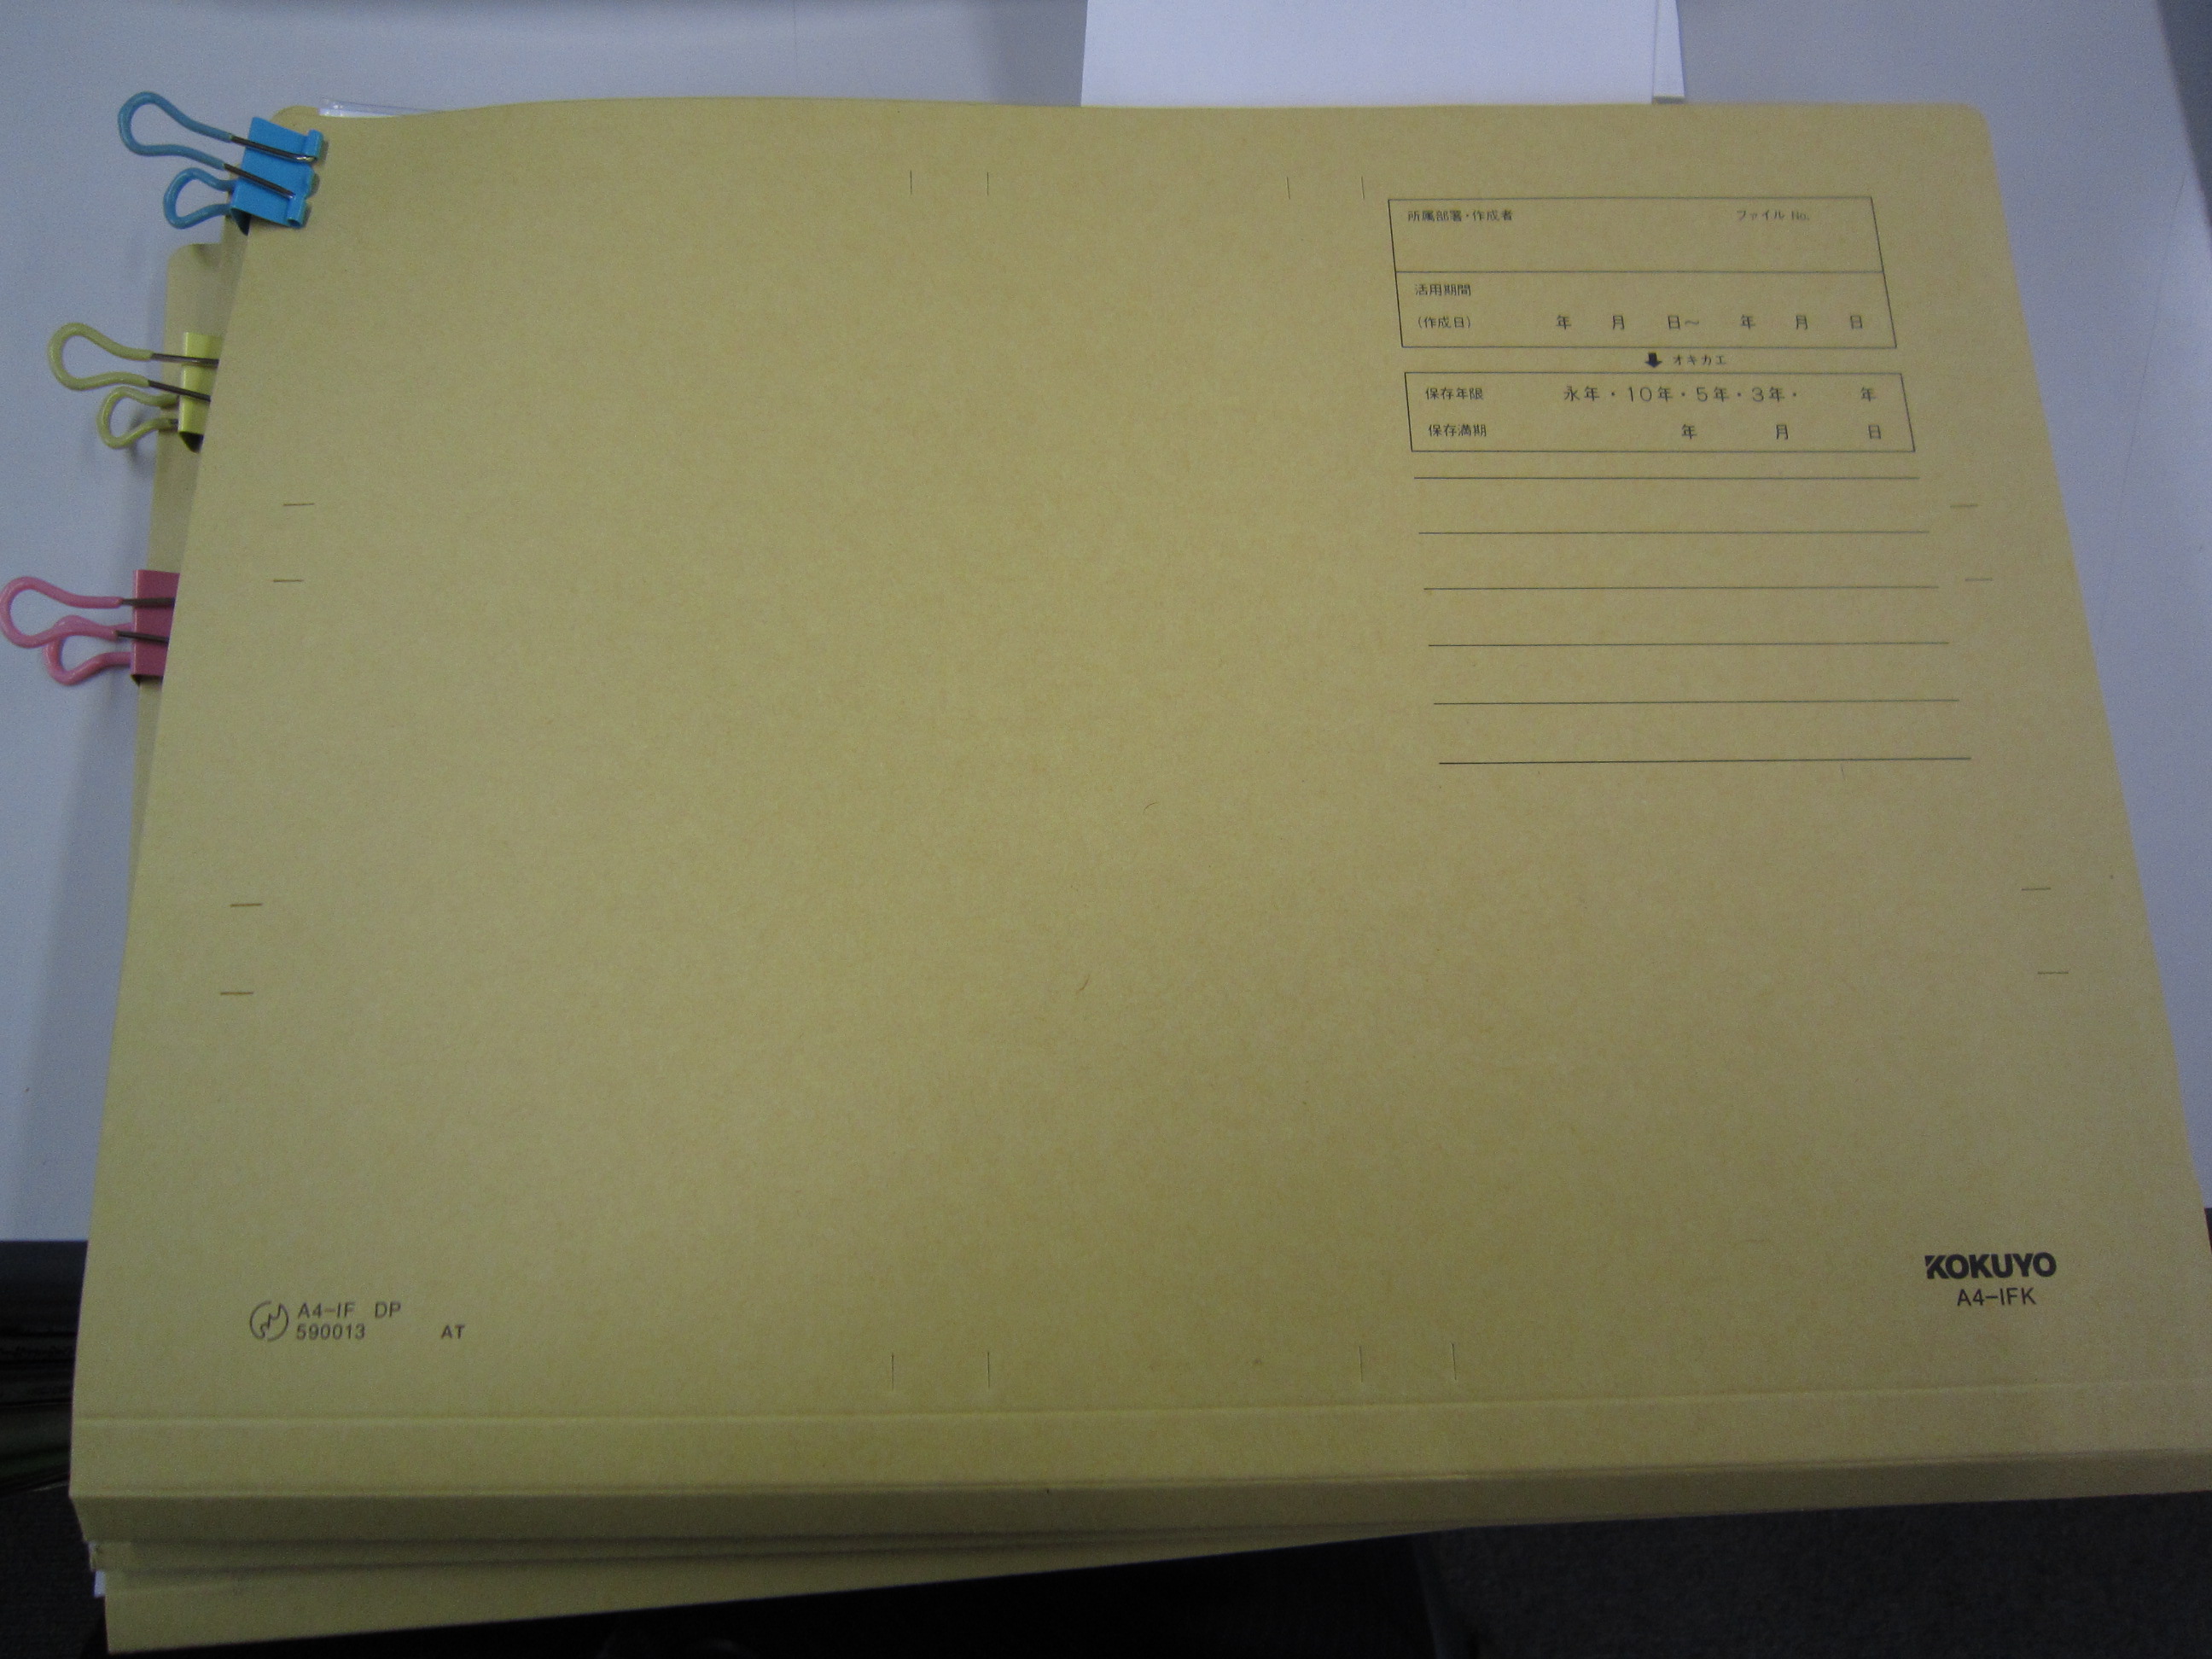 所属部署・作成者 ファイル No.
活用期間
(作成日) 年 月 日～ 年 月 日
オキカエ
保存年限 永年・10年・5年・3年・ 年
保存満期 年 月 日
KOKUYO
A4-IFK
A4-IF DP
590013 AT